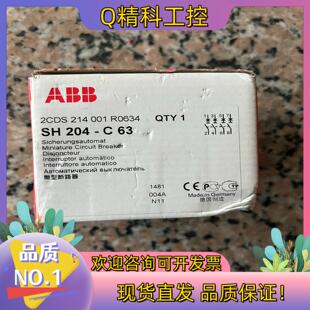 Q精科工控
ABB
2CDS 214 001 R0634
SH 204 - C 63
QTY 1
Sicherungsautomat
Miniature Circuit Breaker
Disjoncteur
Interruttore automatico
Interruptor automático
Автоматический выключатель
微型断路器
1481
004A
N11
CE
Made in Germany
德国制造
品质
NO.1
欢迎咨询可开发票
现货直发 品质保证！